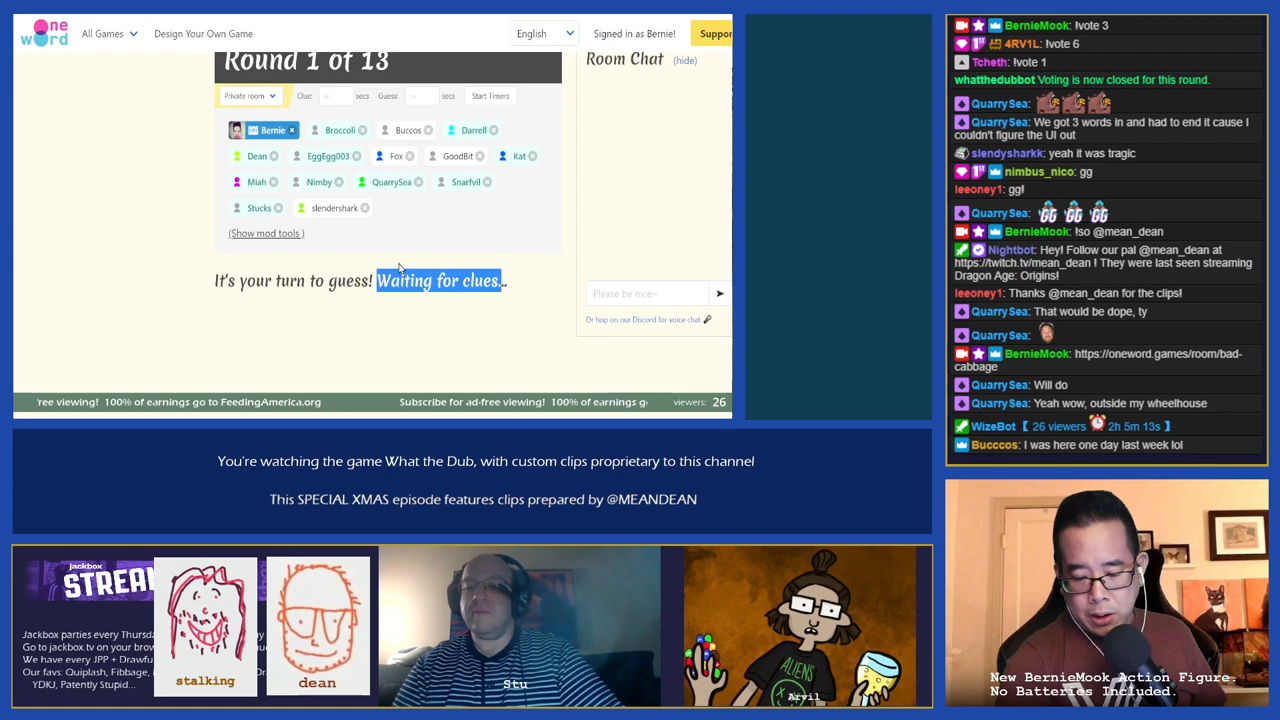 One word
All Games
Design Your Own Game
English
Signed in as Bernie!
Suppor
Round 1 of 13
Private room
Clue:
secs
Guess:
secs
Start Timers
Bernie
Broccoli
Buccos
Darrell
Dean
EggEgg003
Fox
GoodBit
Kat
Miah
Nimby
QuarrySea
Snarfvil
Stucks
slendershark
(Show mod tools )
It's your turn to guess! Waiting for clues...
Room Chat (hide)
Please be nice~
Or hop on our Discord for voice chat
free viewing! 100% of earnings go to FeedingAmerica.org
Subscribe for ad-free viewing! 100% of earnings g
viewers: 26
BernieMook: !vote 3
4RV1L: !vote 6
Tcheth: !vote 1
whatthedubbot Voting is now closed for this round.
QuarrySea:
QuarrySea: We got 3 words in and had to end it cause I
couldn't figure the UI out
slendysharkk: yeah it was tragic
nimbus_nico: gg
leeoney1: gg!
QuarrySea: GG GG GG
BernieMook: !so @mean_dean
Nightbot: Hey! Follow our pal @mean_dean at
https://twitch.tv/mean_dean ! They were last seen streaming
Dragon Age: Origins!
leeoney1: Thanks @mean_dean for the clips!
QuarrySea: That would be dope, ty
QuarrySea:
BernieMook: https://oneword.games/room/bad-
cabbage
QuarrySea: Will do
QuarrySea: Yeah wow, outside my wheelhouse
WizeBot 【 26 viewers 2h 5m 13s 】
Bucccos: I was here one day last week lol
You're watching the game What the Dub, with custom clips proprietary to this channel
This SPECIAL XMAS episode features clips prepared by @MEANDEAN
jackbox
STREA
Jackbox parties every Thursda
Go to jackbox.tv on your brow
We have every JPP + Drawfu
Our favs: Quiplash, Fibbage,
YDKJ, Patently Stupid...
stalking
dean
Stu
ALIENS
Arvil
New BernieMook Action Figure.
No Batteries Included.